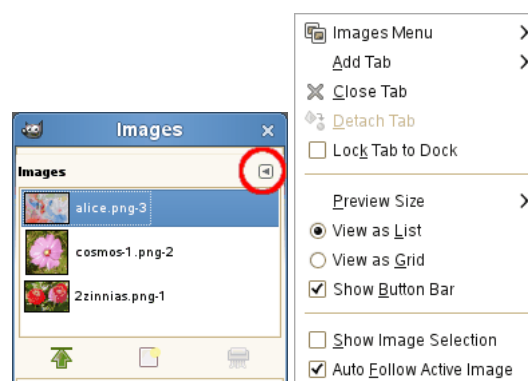 Images
Images
alice.png-3
cosmos-1.png-2
2zinnias.png-1
Images Menu
Add Tab
Close Tab
Detach Tab
Lock Tab to Dock
Preview Size
View as List
View as Grid
Show Button Bar
Show Image Selection
Auto Follow Active Image